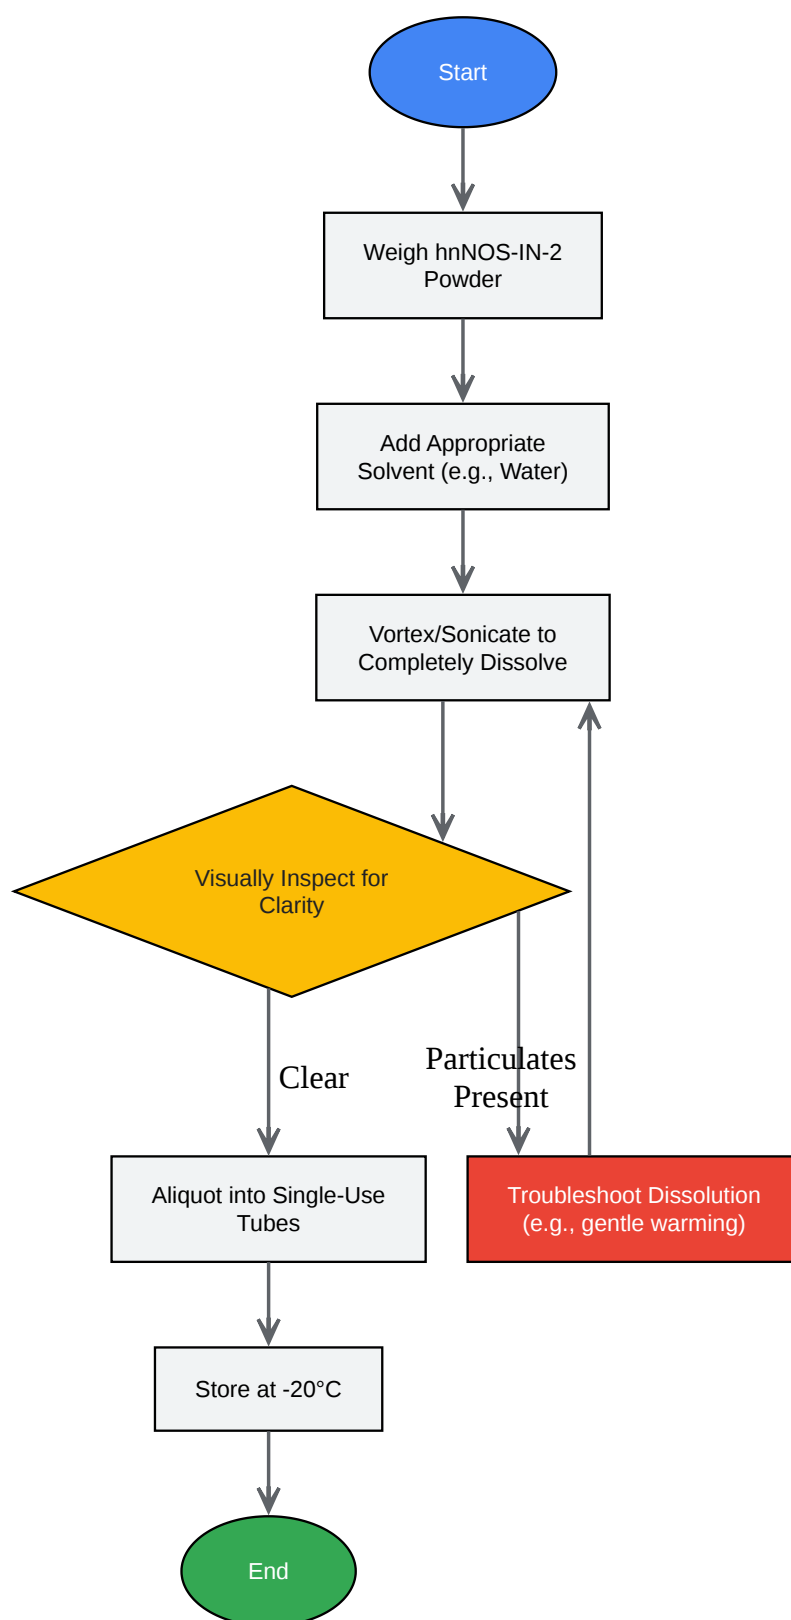 Start
Weigh hnNOS-IN-2
Powder
Add Appropriate
Solvent (e.g., Water)
Vortex/Sonicate to
Completely Dissolve
Visually Inspect for
Clarity
Clear
Particulates
Present
Aliquot into Single-Use
Tubes
Troubleshoot Dissolution
(e.g., gentle warming)
Store at -20°C
End